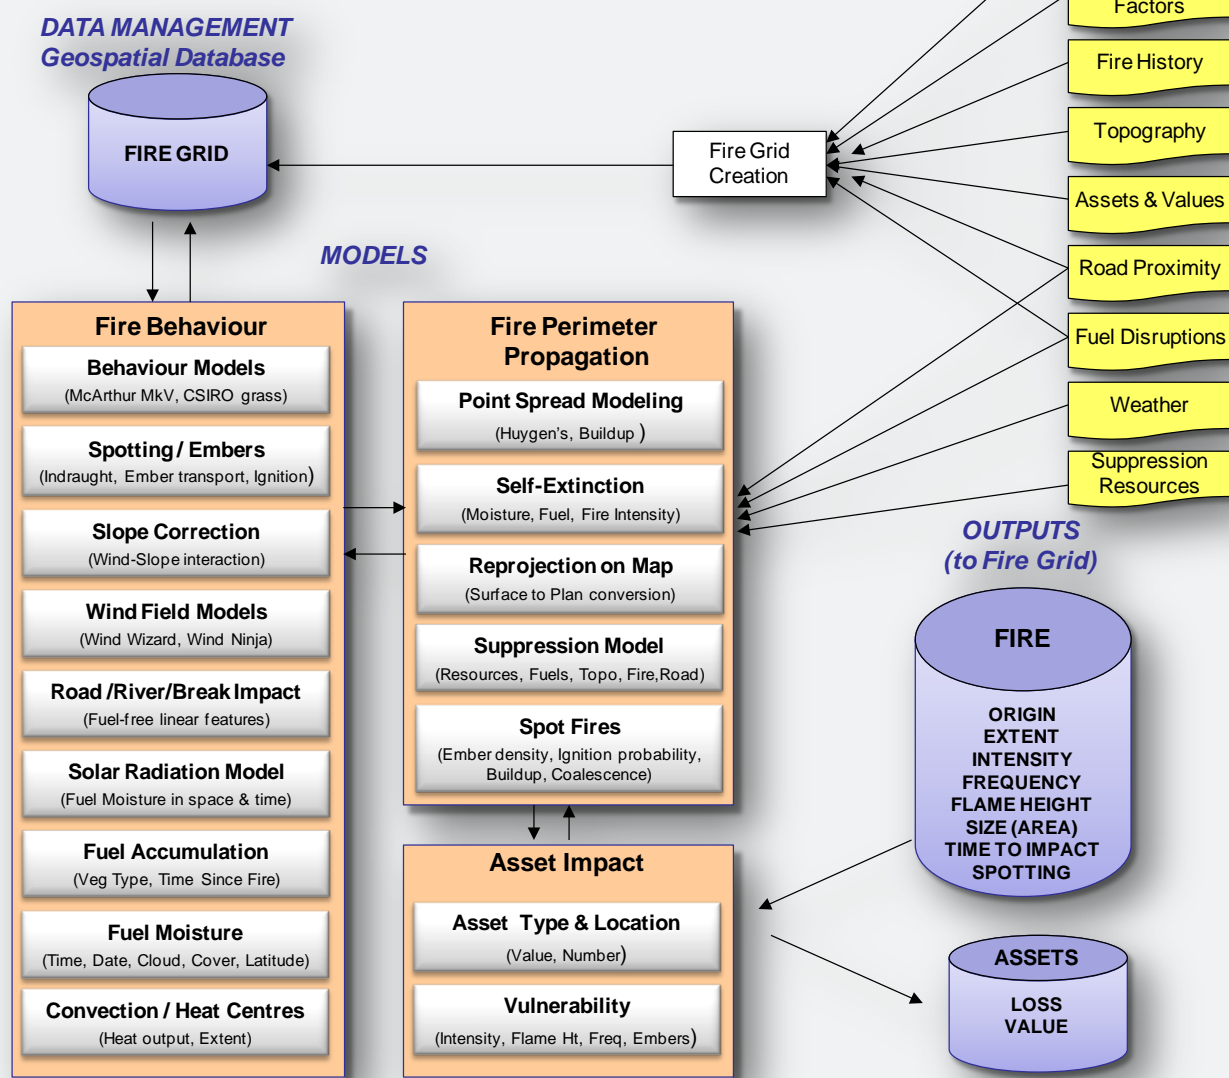 DATA MANAGEMENT
Geospatial Database
FIRE GRID
Fire Grid
Creation
Factors
Fire History
Topography
Assets & Values
Road Proximity
Fuel Disruptions
Weather
Suppression
Resources
MODELS
Fire Behaviour
Behaviour Models
(McArthur MkV, CSIRO grass)
Spotting / Embers
(Indraught, Ember transport, Ignition)
Slope Correction
(Wind-Slope interaction)
Wind Field Models
(Wind Wizard, Wind Ninja)
Road /River/Break Impact
(Fuel-free linear features)
Solar Radiation Model
(Fuel Moisture in space & time)
Fuel Accumulation
(Veg Type, Time Since Fire)
Fuel Moisture
(Time, Date, Cloud, Cover, Latitude)
Convection / Heat Centres
(Heat output, Extent)
Fire Perimeter
Propagation
Point Spread Modeling
(Huygen's, Buildup )
Self-Extinction
(Moisture, Fuel, Fire Intensity)
Reprojection on Map
(Surface to Plan conversion)
Suppression Model
(Resources, Fuels, Topo, Fire,Road)
Spot Fires
(Ember density, Ignition probability,
Buildup, Coalescence)
Asset Impact
Asset Type & Location
(Value, Number)
Vulnerability
(Intensity, Flame Ht, Freq, Embers)
OUTPUTS
(to Fire Grid)
FIRE
ORIGIN
EXTENT
INTENSITY
FREQUENCY
FLAME HEIGHT
SIZE (AREA)
TIME TO IMPACT
SPOTTING
ASSETS
LOSS
VALUE